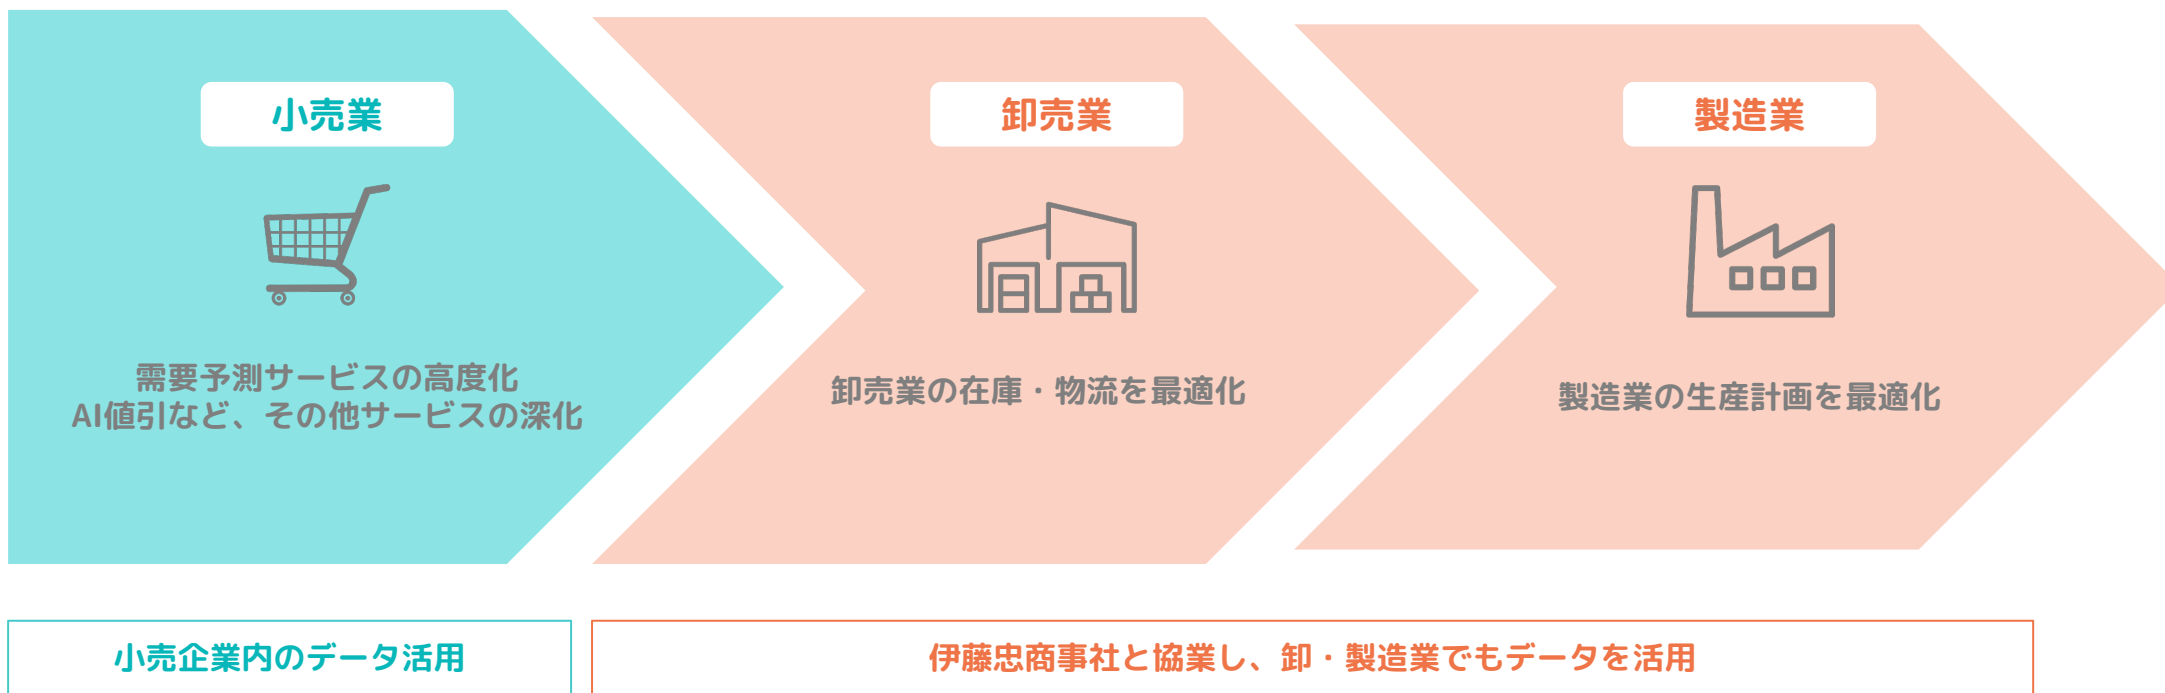 小売業
需要予測サービスの高度化
AI値引など、その他サービスの深化
卸売業
卸売業の在庫・物流を最適化
製造業
製造業の生産計画を最適化
小売企業内のデータ活用
伊藤忠商事社と協業し、卸・製造業でもデータを活用